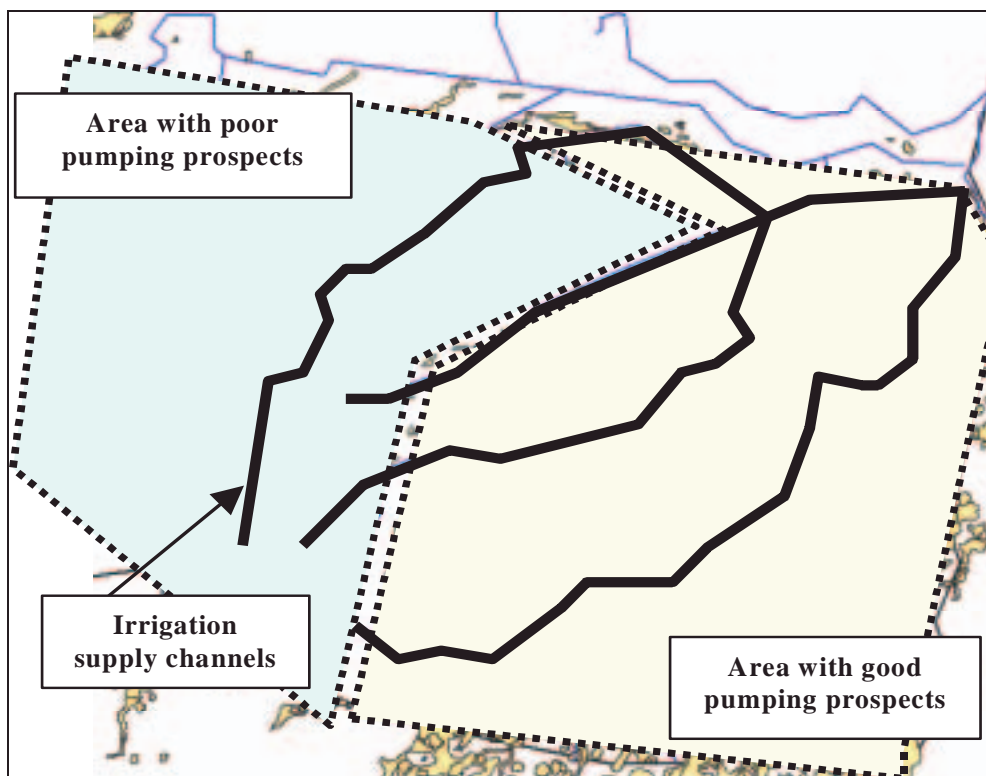 Area with poor
pumping prospects
Irrigation
supply channels
Area with good
pumping prospects